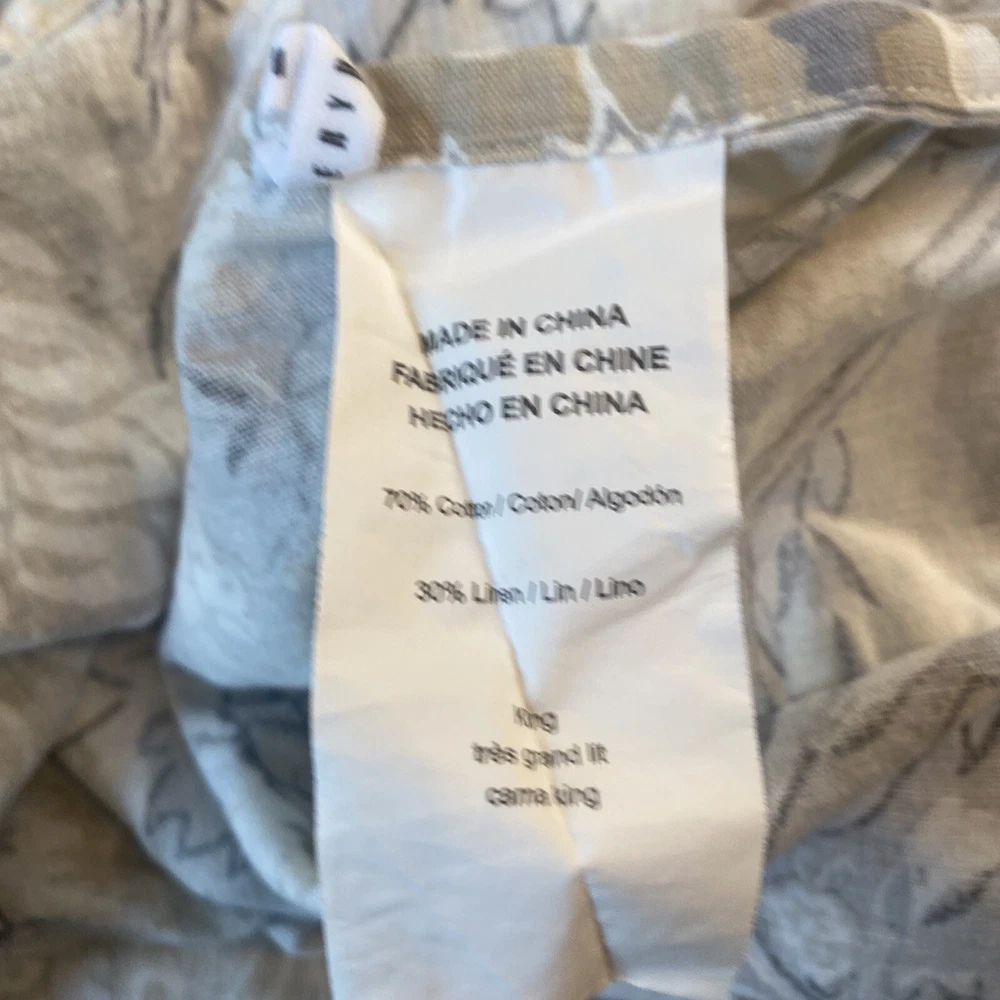 MADE IN CHINA
FABRIQUÉ EN CHINE
HECHO EN CHINA
70% Cotton / Coton/ Algodón
30% Linen / Lin / Lino
King
très grand lit
cama king